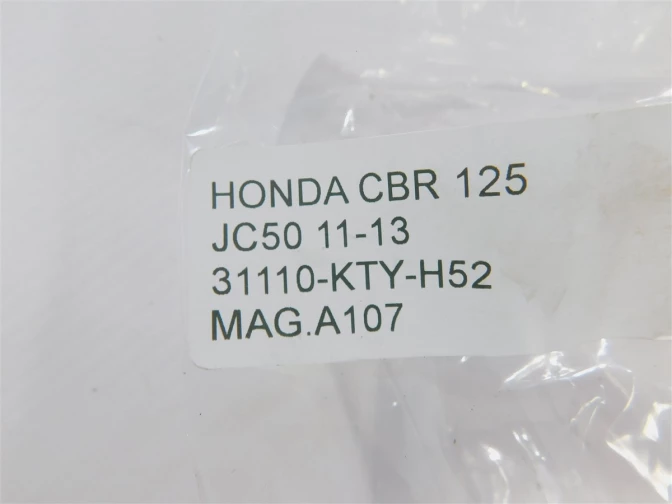 HONDA CBR 125
JC50 11-13
31110-KTY-H52
MAG.A107